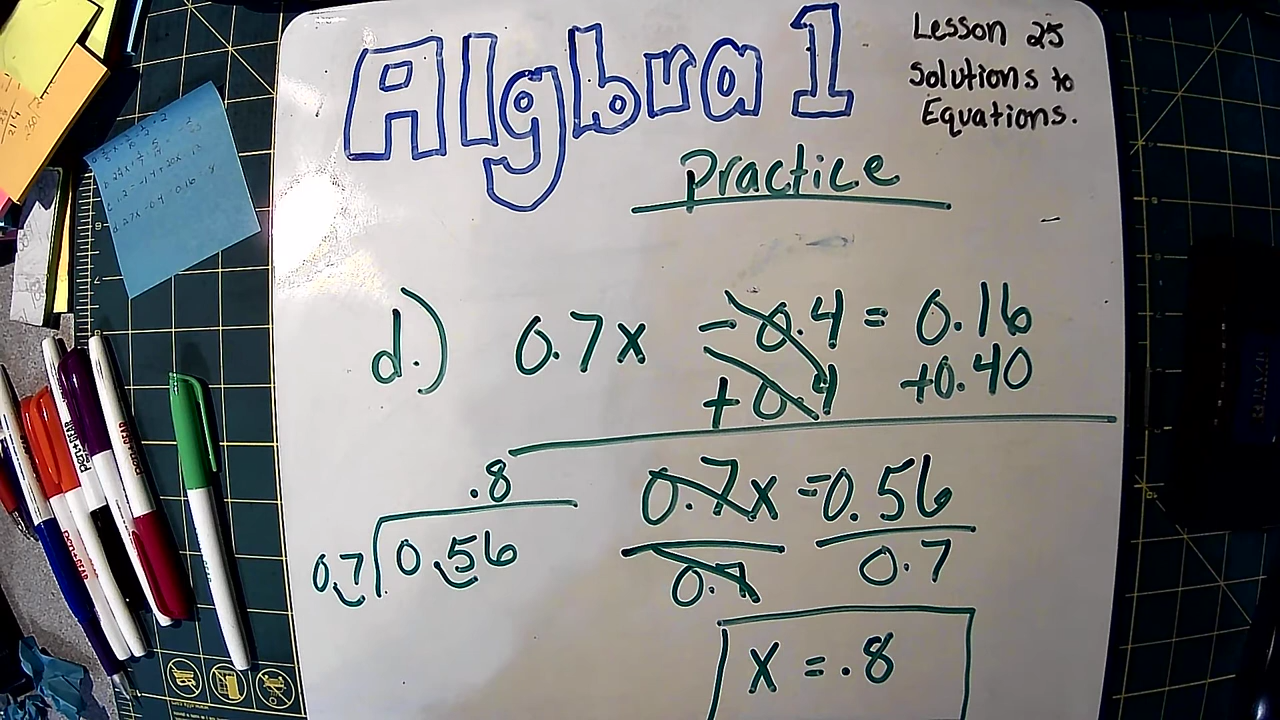 Algbra 1
Lesson 25
Solutions to
Equations.
Practice
d.) 0.7x - 0.4 = 0.16
+ 0.4 +0.40
0.7x = 0.56
0.7 0.7
.8
0.7 0.56
x = .8